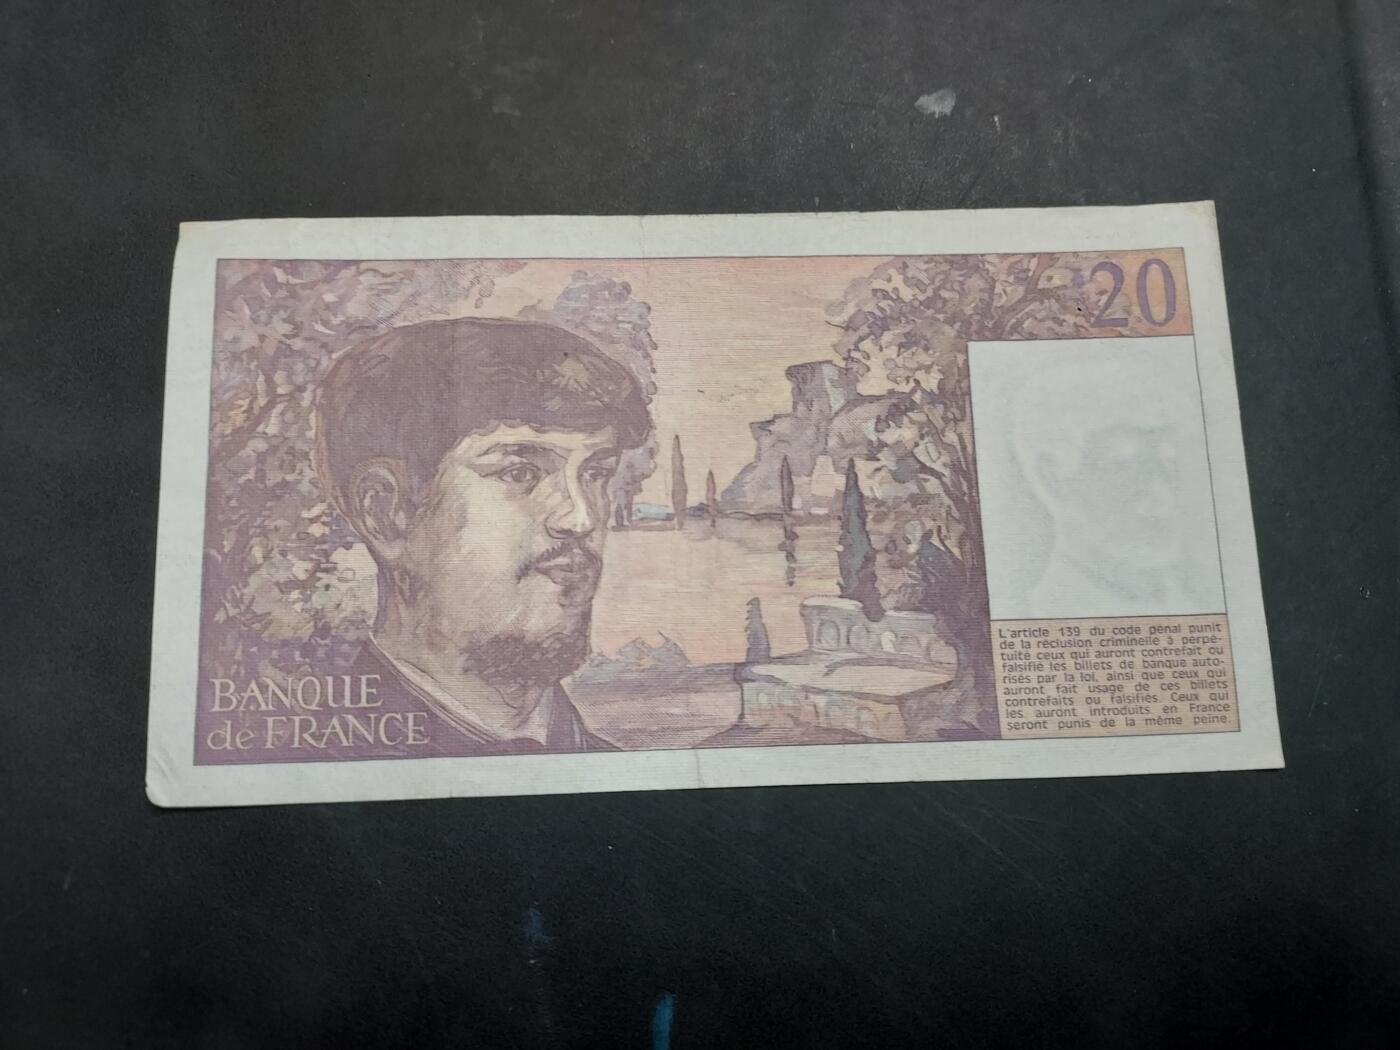 20
BANQUE
de FRANCE
L'article 139 du code pénal punit
de la réclusion criminelle à perpé-
tuité ceux qui auront contrefait ou
falsifié les billets de banque auto-
risés par la loi, ainsi que ceux qui
auront fait usage de ces billets
contrefaits ou falsifiés. Ceux qui
les auront introduits en France
seront punis de la même peine.